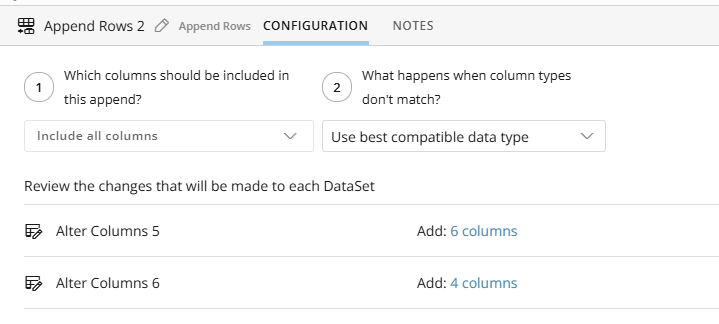 Append Rows 2 Append Rows CONFIGURATION NOTES
1 Which columns should be included in this append?
2 What happens when column types don't match?
Include all columns
Use best compatible data type
Review the changes that will be made to each DataSet
Alter Columns 5 Add: 6 columns
Alter Columns 6 Add: 4 columns